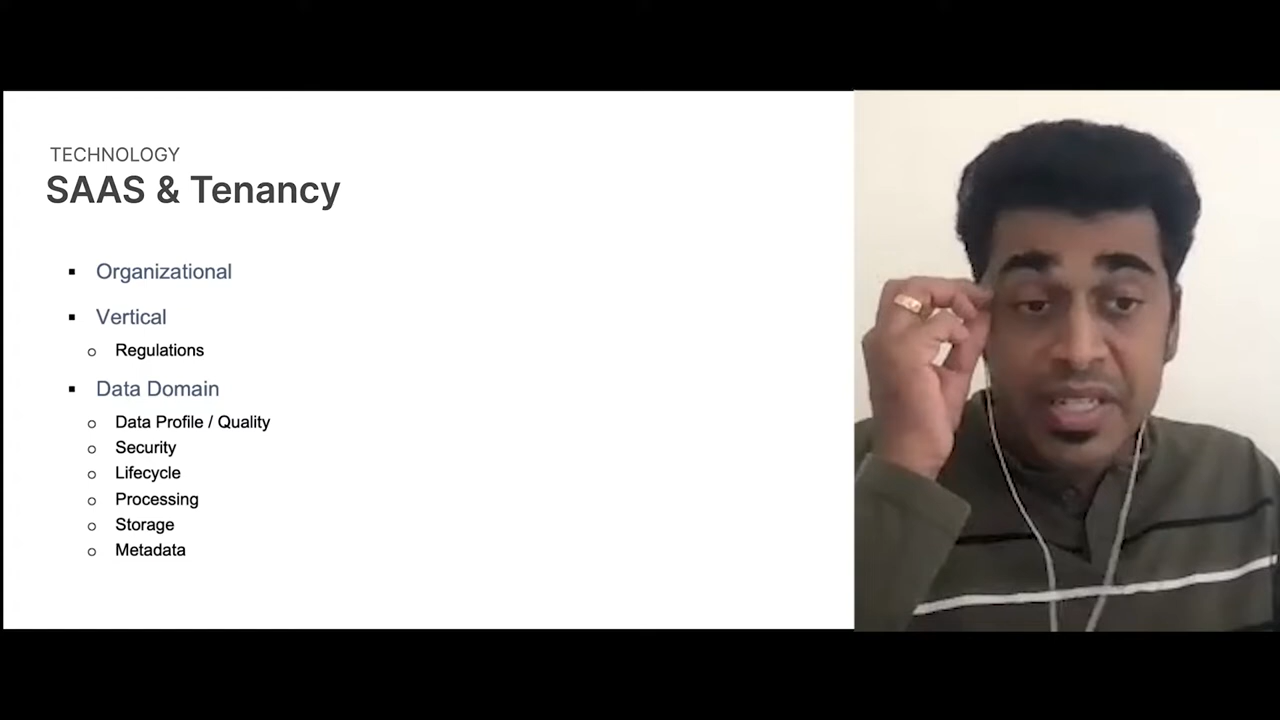 TECHNOLOGY
SAAS & Tenancy
Organizational
Vertical
Regulations
Data Domain
Data Profile / Quality
Security
Lifecycle
Processing
Storage
Metadata